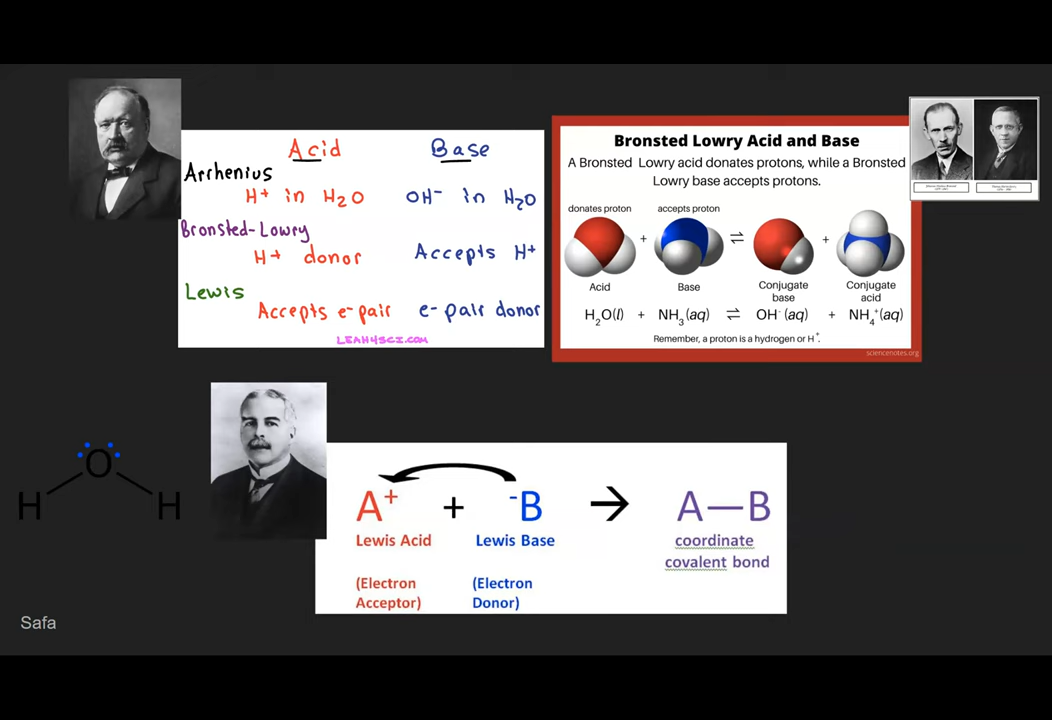 Acid Base
Arrhenius
H+ in H2O OH- in H2O
Bronsted-Lowry
H+ donor Accepts H+
Lewis
Accepts e-pair e-pair donor
LEAH4SCI.COM
Bronsted Lowry Acid and Base
A Bronsted Lowry acid donates protons, while a Bronsted
Lowry base accepts protons.
donates proton accepts proton
+ ⇌ +
Acid Base Conjugate base Conjugate acid
H₂O(l) + NH₃(aq) ⇌ OH⁻(aq) + NH₄⁺(aq)
Remember, a proton is a hydrogen or H⁺.
sciencenotes.org
O
H H
A⁺ + ⁻B → A—B
Lewis Acid Lewis Base coordinate
covalent bond
(Electron (Electron
Acceptor) Donor)
Safa